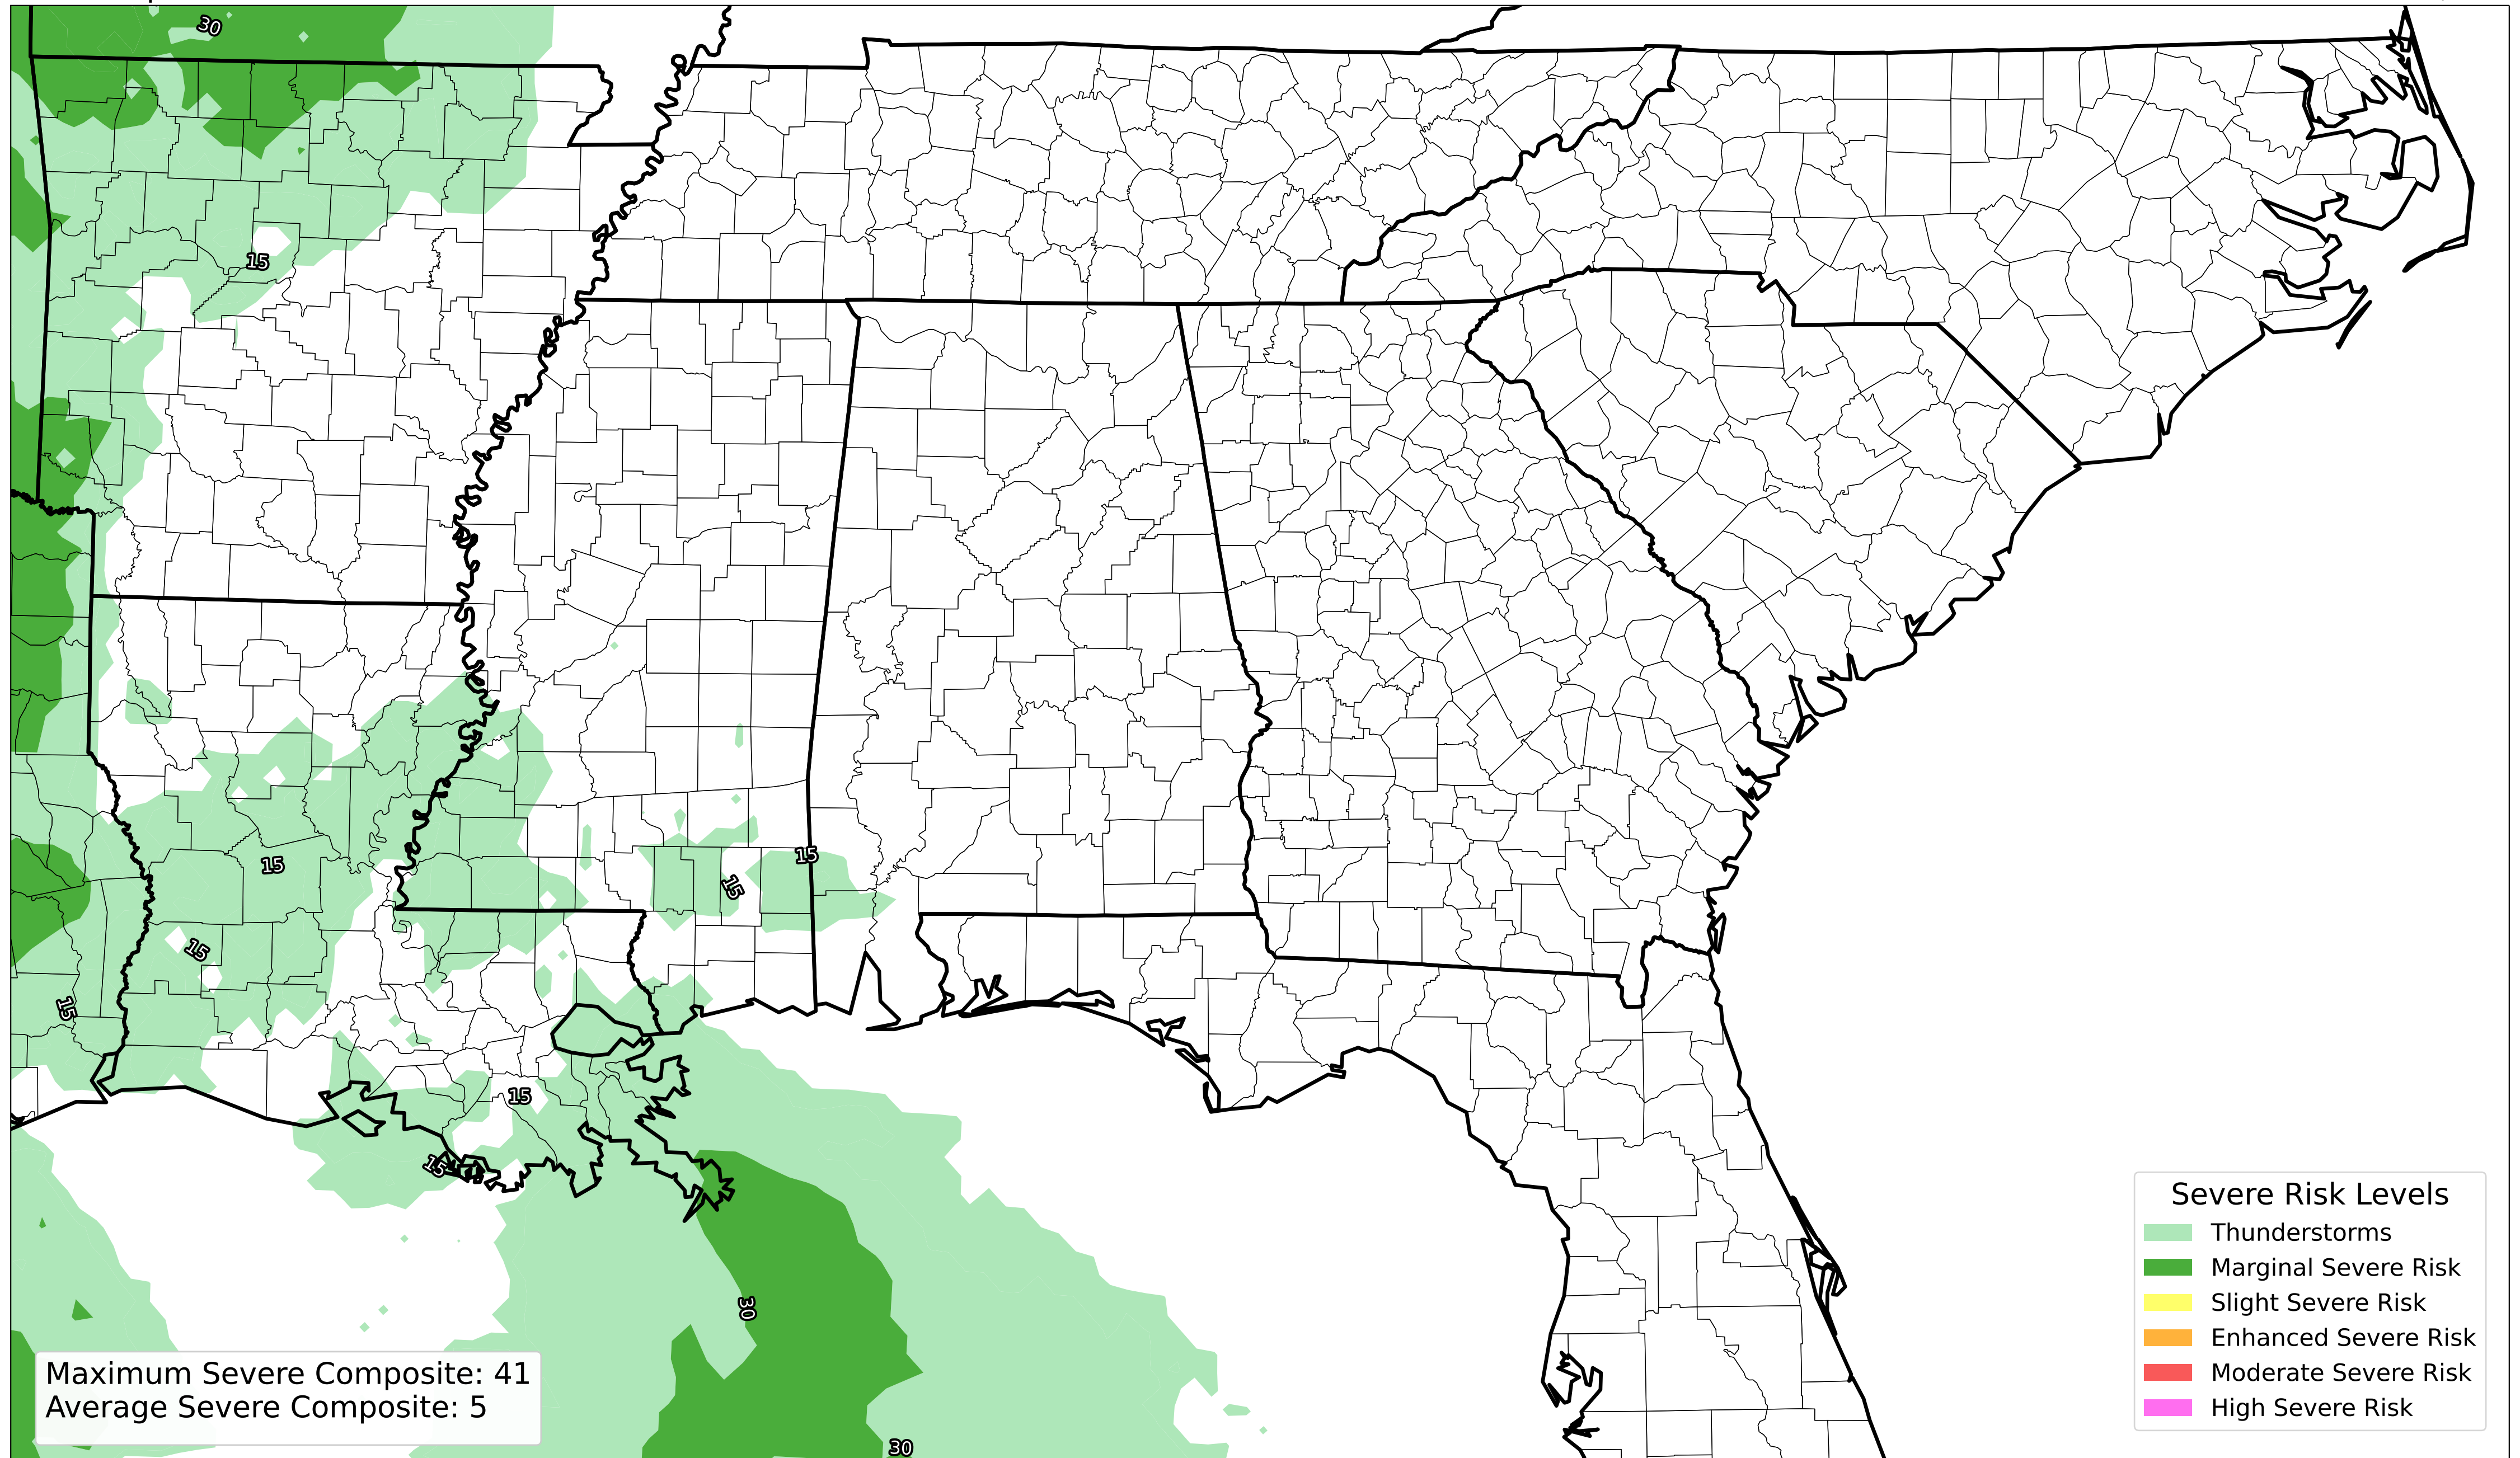 30
15
15
15
15
15
15
15
15
30
30
Severe Risk Levels
Thunderstorms
Marginal Severe Risk
Slight Severe Risk
Enhanced Severe Risk
Moderate Severe Risk
High Severe Risk
Maximum Severe Composite: 41
Average Severe Composite: 5